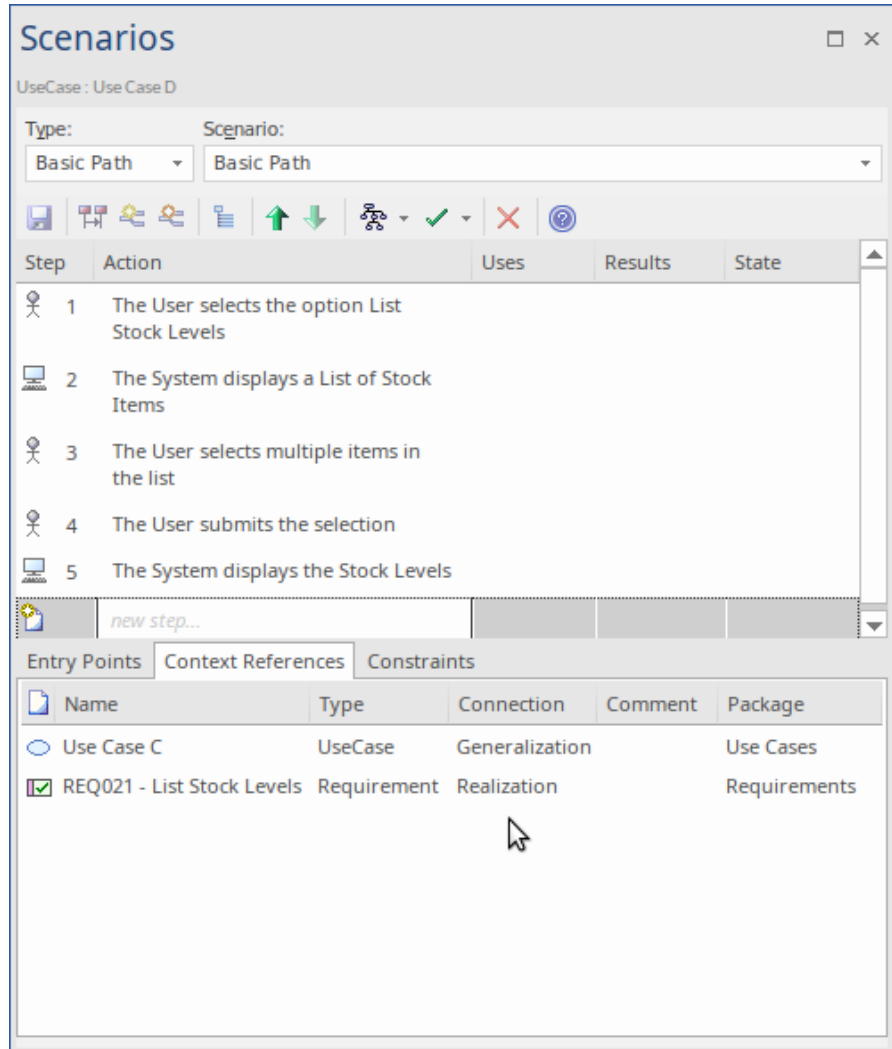 Scenarios
UseCase : Use Case D
Type: Scenario:
Basic Path Basic Path
Step Action Uses Results State
1 The User selects the option List
Stock Levels
2 The System displays a List of Stock
Items
3 The User selects multiple items in
the list
4 The User submits the selection
5 The System displays the Stock Levels
new step...
Entry Points Context References Constraints
Name Type Connection Comment Package
Use Case C UseCase Generalization Use Cases
REQ021 - List Stock Levels Requirement Realization Requirements